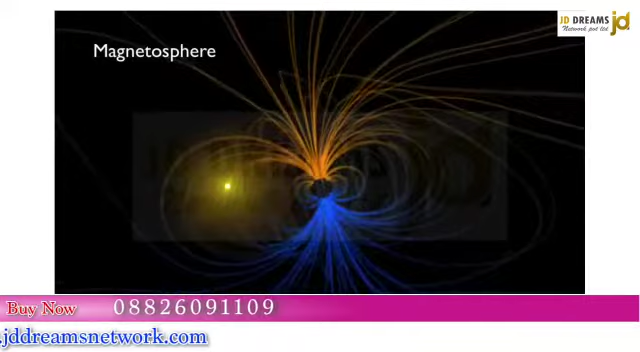 JD DREAMS
Network pvt ltd
jd
Magnetosphere
Buy Now
08826091109
.jddreamsnetwork.com